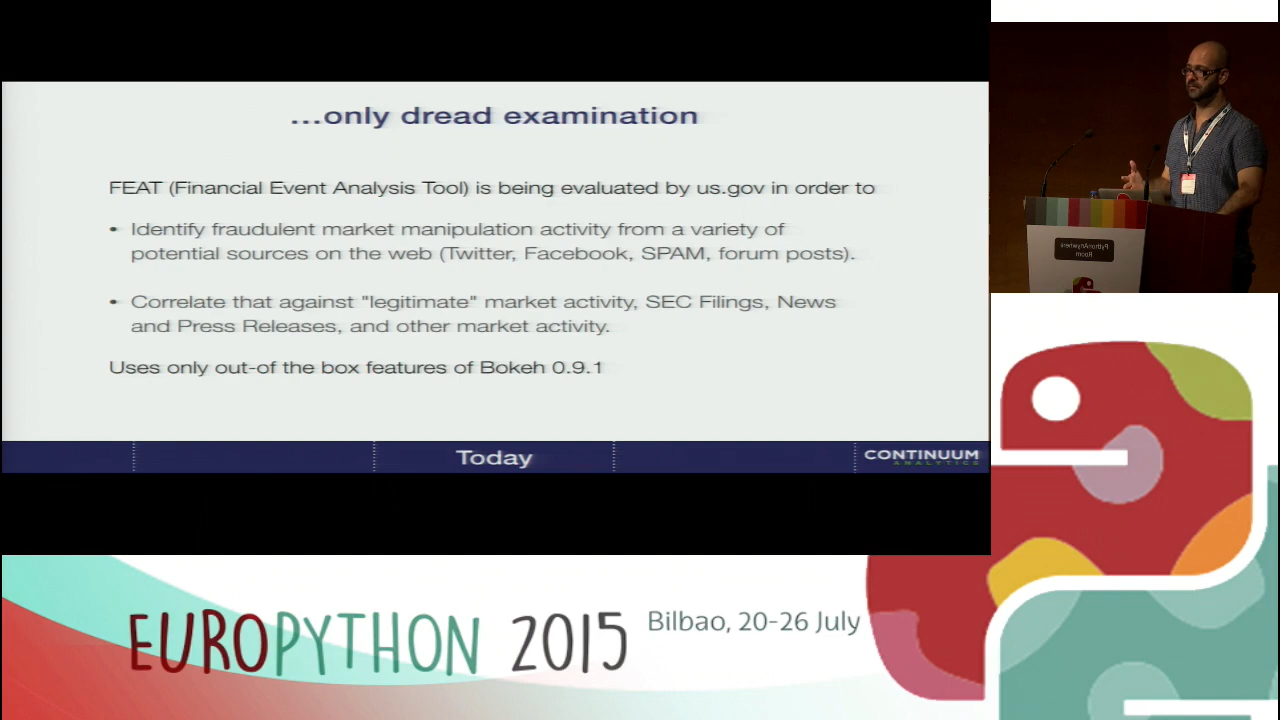 ...only dread examination
FEAT (Financial Event Analysis Tool) is being evaluated by us.gov in order to
• Identify fraudulent market manipulation activity from a variety of
potential sources on the web (Twitter, Facebook, SPAM, forum posts).
• Correlate that against "legitimate" market activity, SEC Filings, News
and Press Releases, and other market activity.
Uses only out-of the box features of Bokeh 0.9.1
Today
CONTINUUM
ANALYTICS
PythonAnywhere
Room
EUROPYTHON 2015
Bilbao, 20-26 July